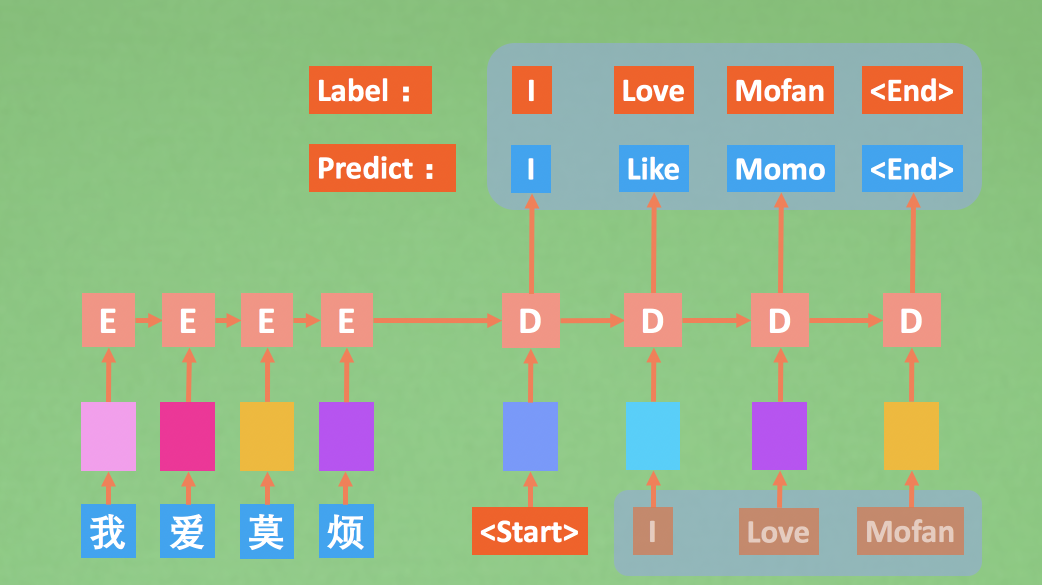 Label： I Love Mofan <End>
Predict： I Like Momo <End>
E E E E D D D D
我 爱 莫 烦 <Start> I Love Mofan